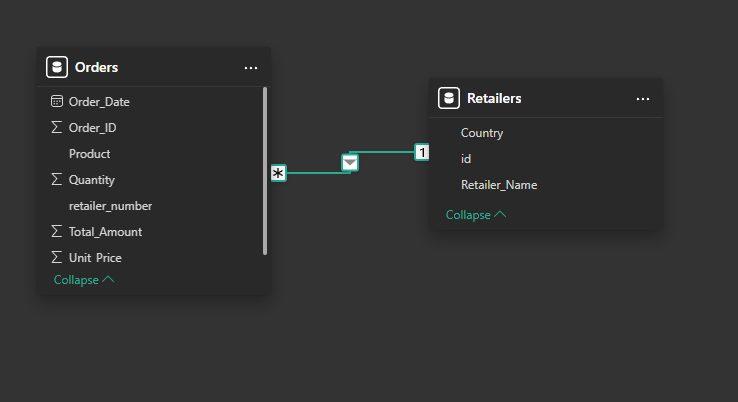 Orders
...
Order_Date
Order_ID
Product
Quantity
retailer_number
Total_Amount
Unit Price
Collapse
*
1
Retailers
...
Country
id
Retailer_Name
Collapse